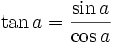 tan a = sin a / cos a